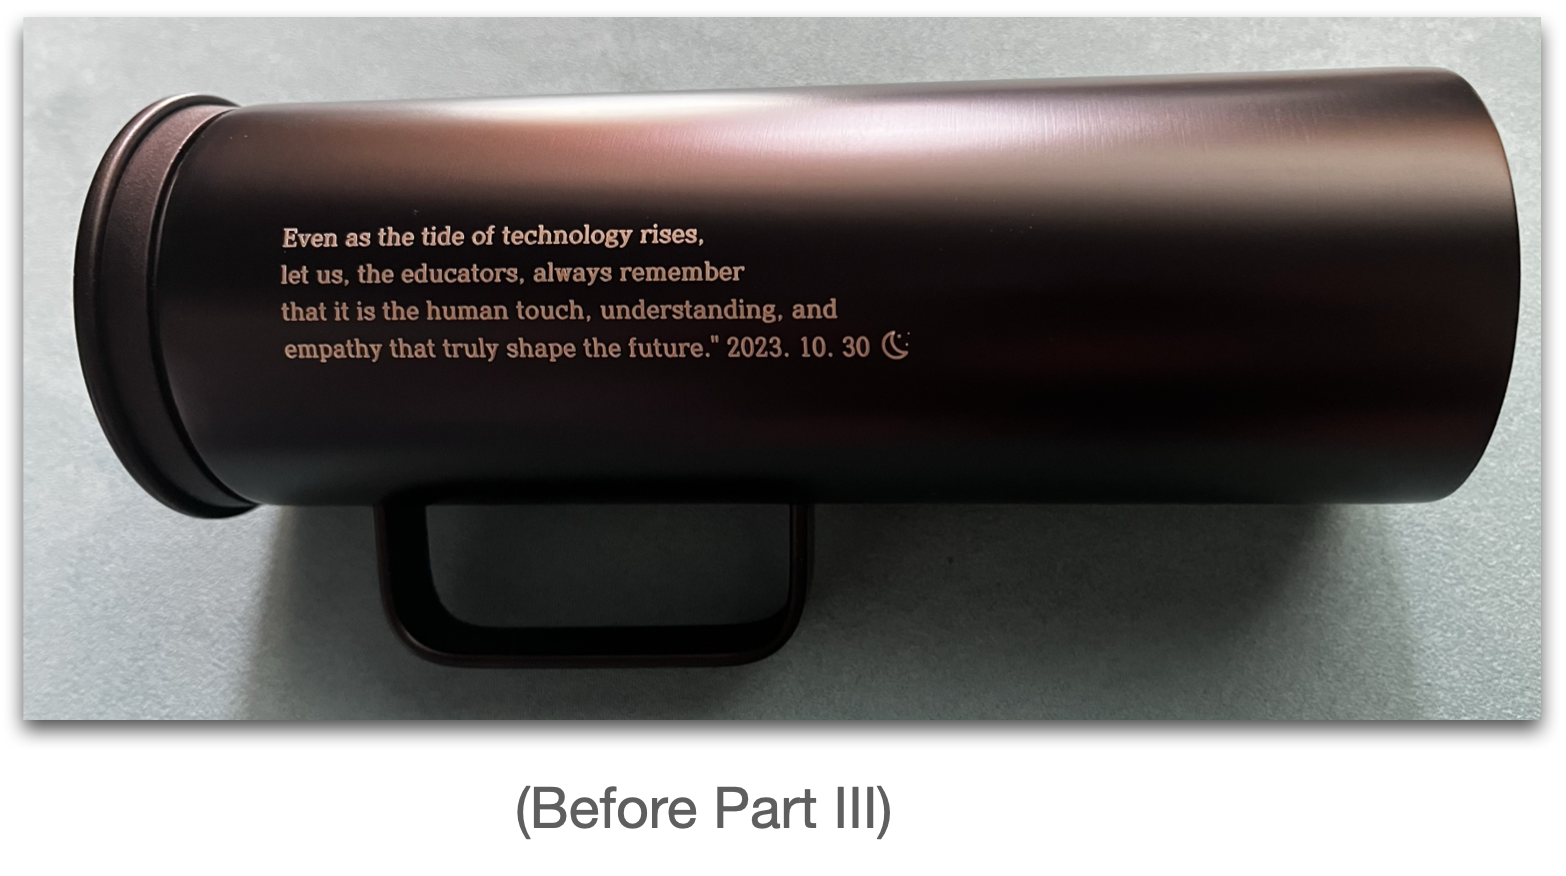 Even as the tide of technology rises,
let us, the educators, always remember
that it is the human touch, understanding, and
empathy that truly shape the future." 2023. 10. 30
(Before Part III)